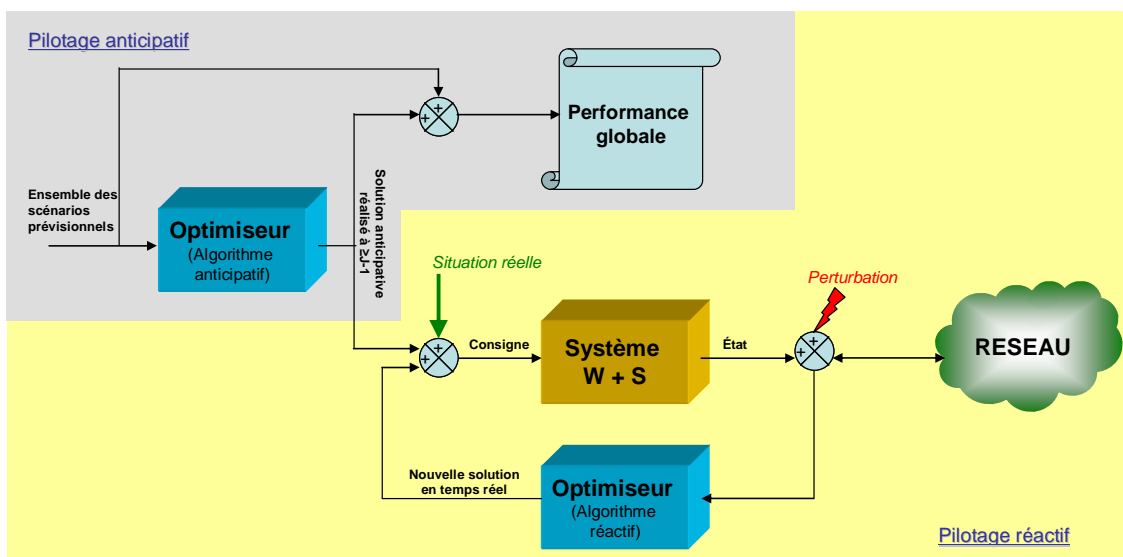 Pilotage anticipatif
+
+
Performance
globale
Ensemble des
scénarios
prévisionnels
Optimiseur
(Algorithme
anticipatif)
Solution anticipative
réalisé à ≥J-1
Situation réelle
Perturbation
+
+
Consigne
Système
W + S
État
+
+
RESEAU
Nouvelle solution
en temps réel
Optimiseur
(Algorithme
réactif)
Pilotage réactif